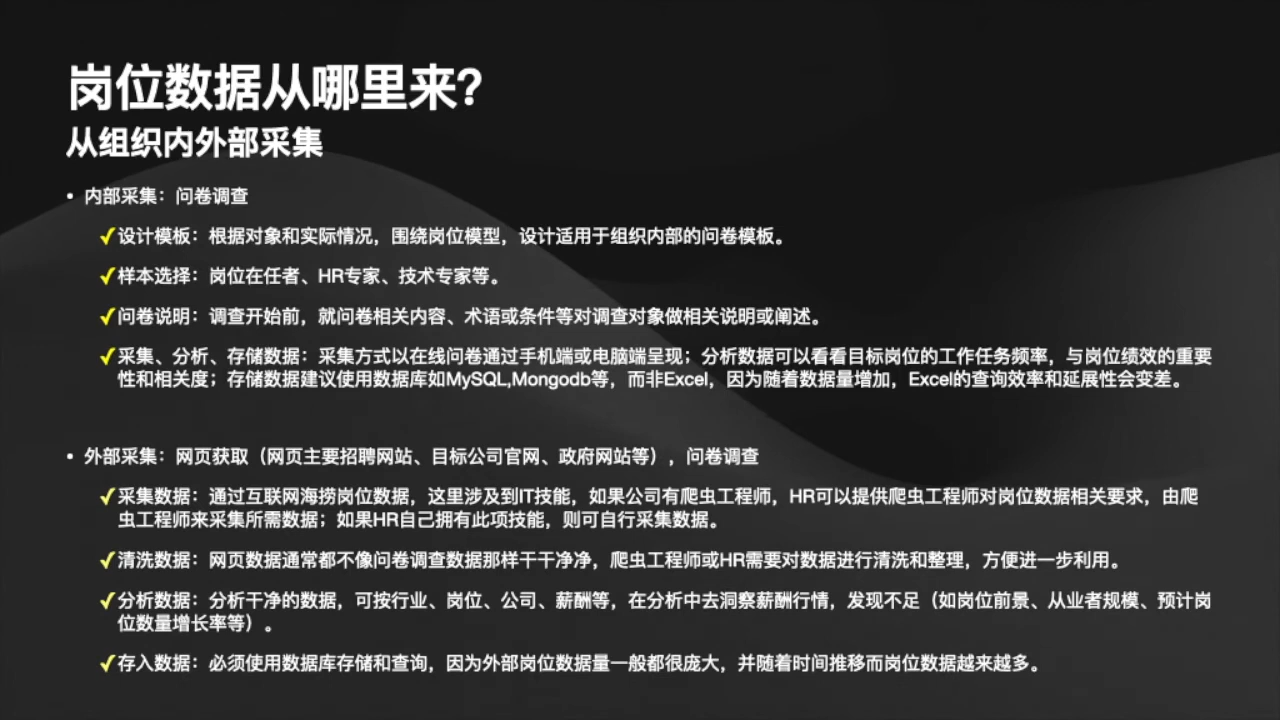 岗位数据从哪里来?
从组织内外部采集
• 内部采集：问卷调查
✓设计模板：根据对象和实际情况，围绕岗位模型，设计适用于组织内部的问卷模板。
✓样本选择：岗位在任者、HR专家、技术专家等。
✓问卷说明：调查开始前，就问卷相关内容、术语或条件等对调查对象做相关说明或阐述。
✓采集、分析、存储数据：采集方式以在线问卷通过手机端或电脑端呈现；分析数据可以看看目标岗位的工作任务频率，与岗位绩效的重要
性和相关度；存储数据建议使用数据库如MySQL,Mongodb等，而非Excel，因为随着数据量增加，Excel的查询效率和延展性会变差。
• 外部采集：网页获取（网页主要招聘网站、目标公司官网、政府网站等），问卷调查
✓采集数据：通过互联网海捞岗位数据，这里涉及到IT技能，如果公司有爬虫工程师，HR可以提供爬虫工程师对岗位数据相关要求，由爬
虫工程师来采集所需数据；如果HR自己拥有此项技能，则可自行采集数据。
✓清洗数据：网页数据通常都不像问卷调查数据那样干干净净，爬虫工程师或HR需要对数据进行清洗和整理，方便进一步利用。
✓分析数据：分析干净的数据，可按行业、岗位、公司、薪酬等，在分析中去洞察薪酬行情，发现不足（如岗位前景、从业者规模、预计岗
位数量增长率等）。
✓存入数据：必须使用数据库存储和查询，因为外部岗位数据量一般都很庞大，并随着时间推移而岗位数据越来越多。